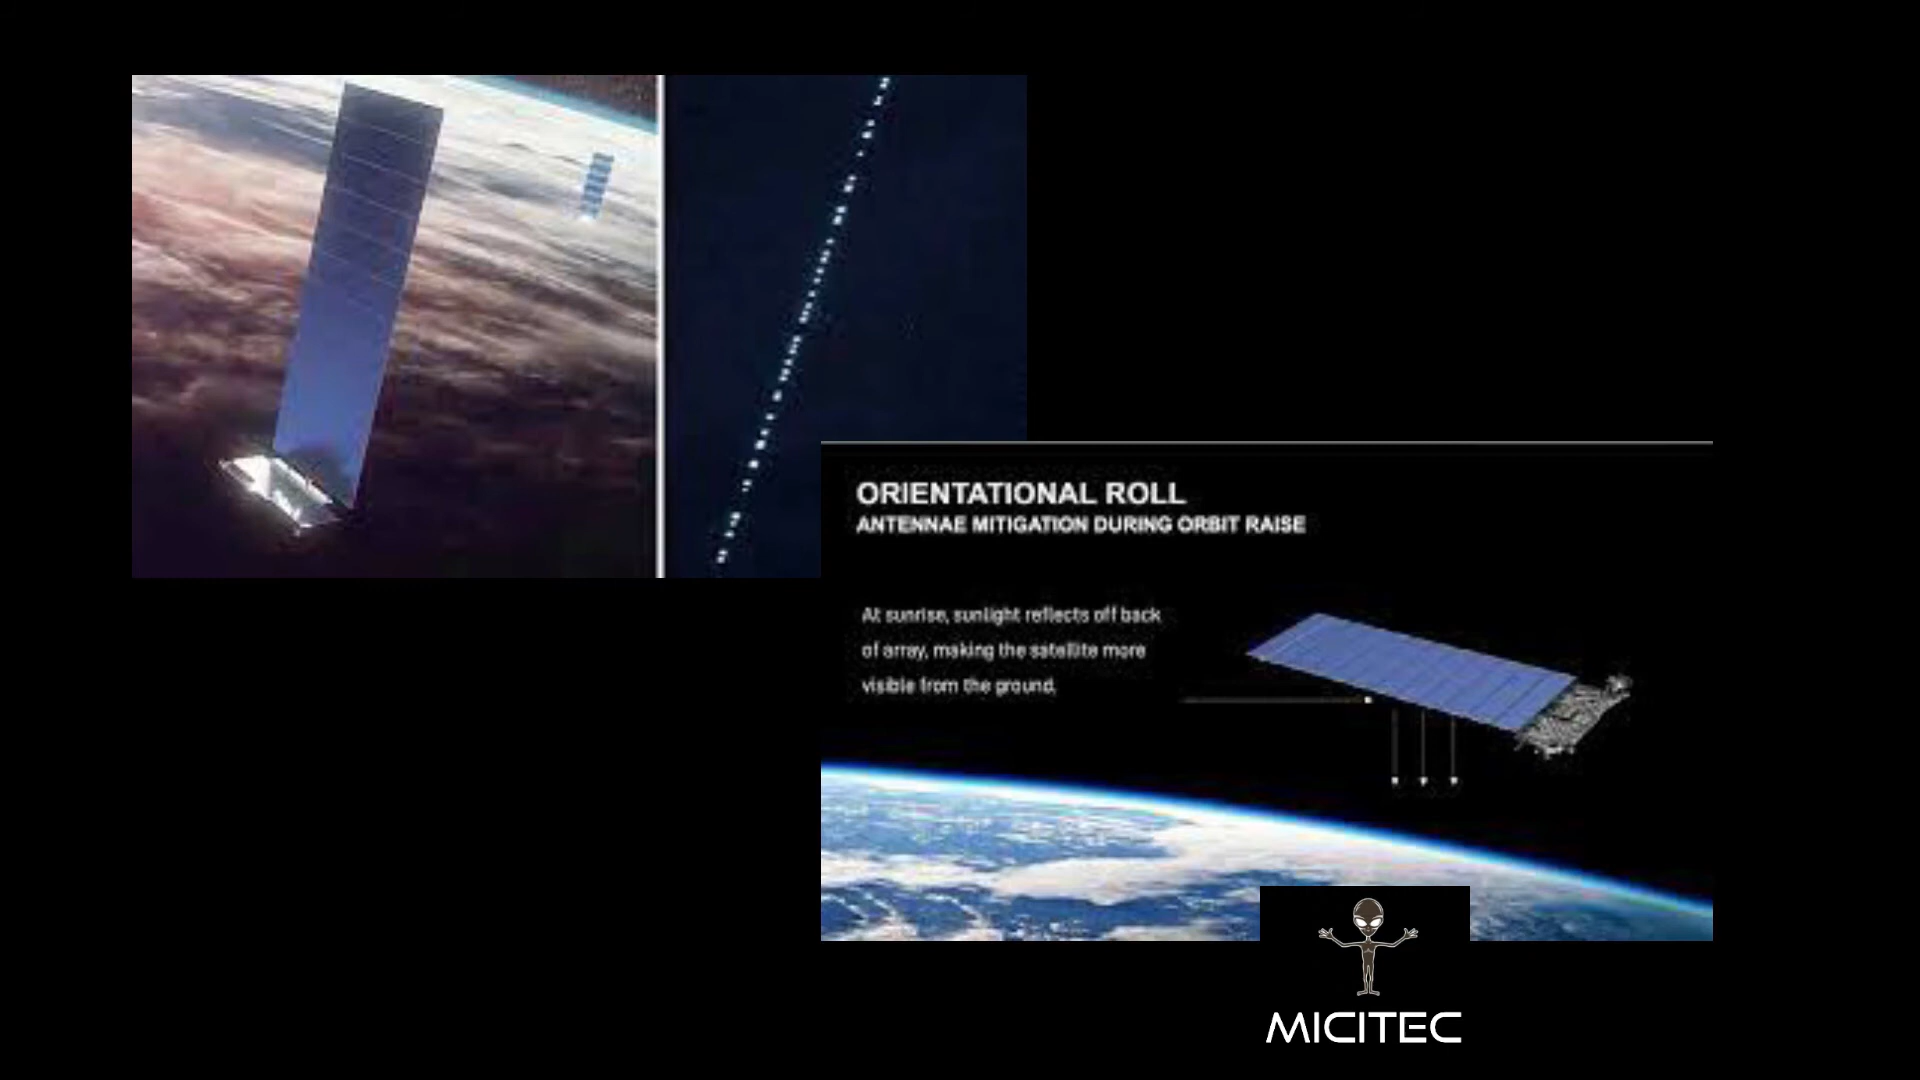 ORIENTATIONAL ROLL
ANTENNAE MITIGATION DURING ORBIT RAISE
At sunrise, sunlight reflects off back
of array, making the satellite more
visible from the ground.
MICITEC